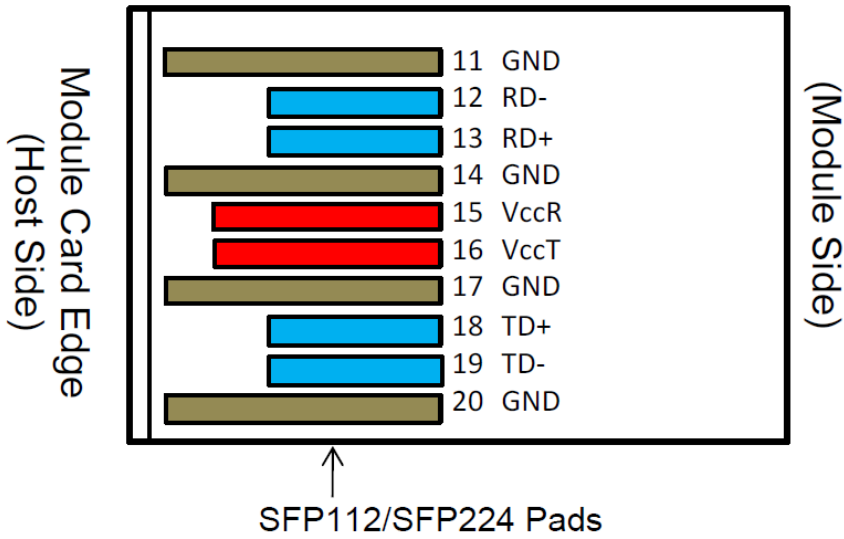 Module Card Edge
(Host Side)
11 GND
12 RD-
13 RD+
14 GND
15 VccR
16 VccT
17 GND
18 TD+
19 TD-
20 GND
(Module Side)
SFP112/SFP224 Pads